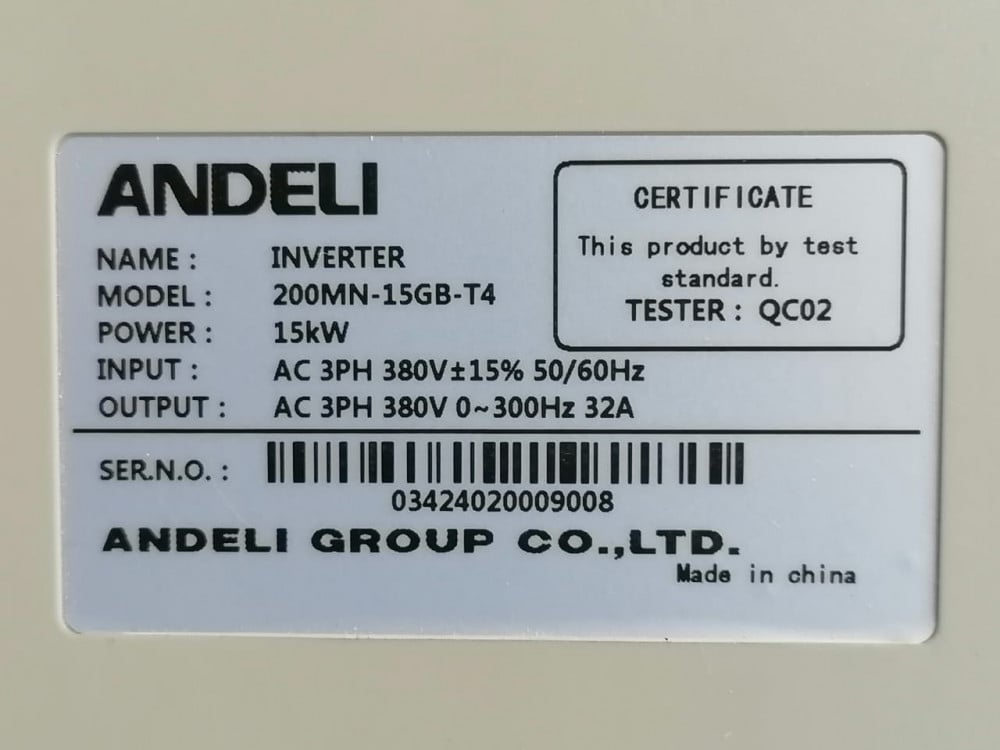 ANDELI
CERTIFICATE
This product by test
standard.
TESTER : QC02
NAME : INVERTER
MODEL : 200MN-15GB-T4
POWER : 15kW
INPUT : AC 3PH 380V±15% 50/60Hz
OUTPUT : AC 3PH 380V 0~300Hz 32A
SER.N.O. :
03424020009008
ANDELI GROUP CO.,LTD.
Made in china